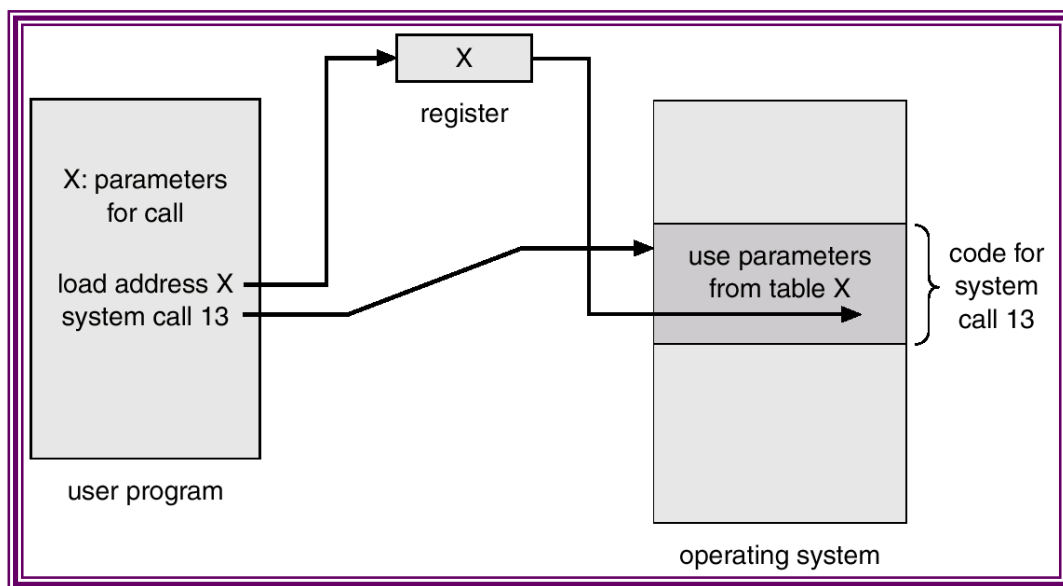 X
register
X: parameters
for call
load address X
system call 13
user program
use parameters
from table X
code for
system
call 13
operating system